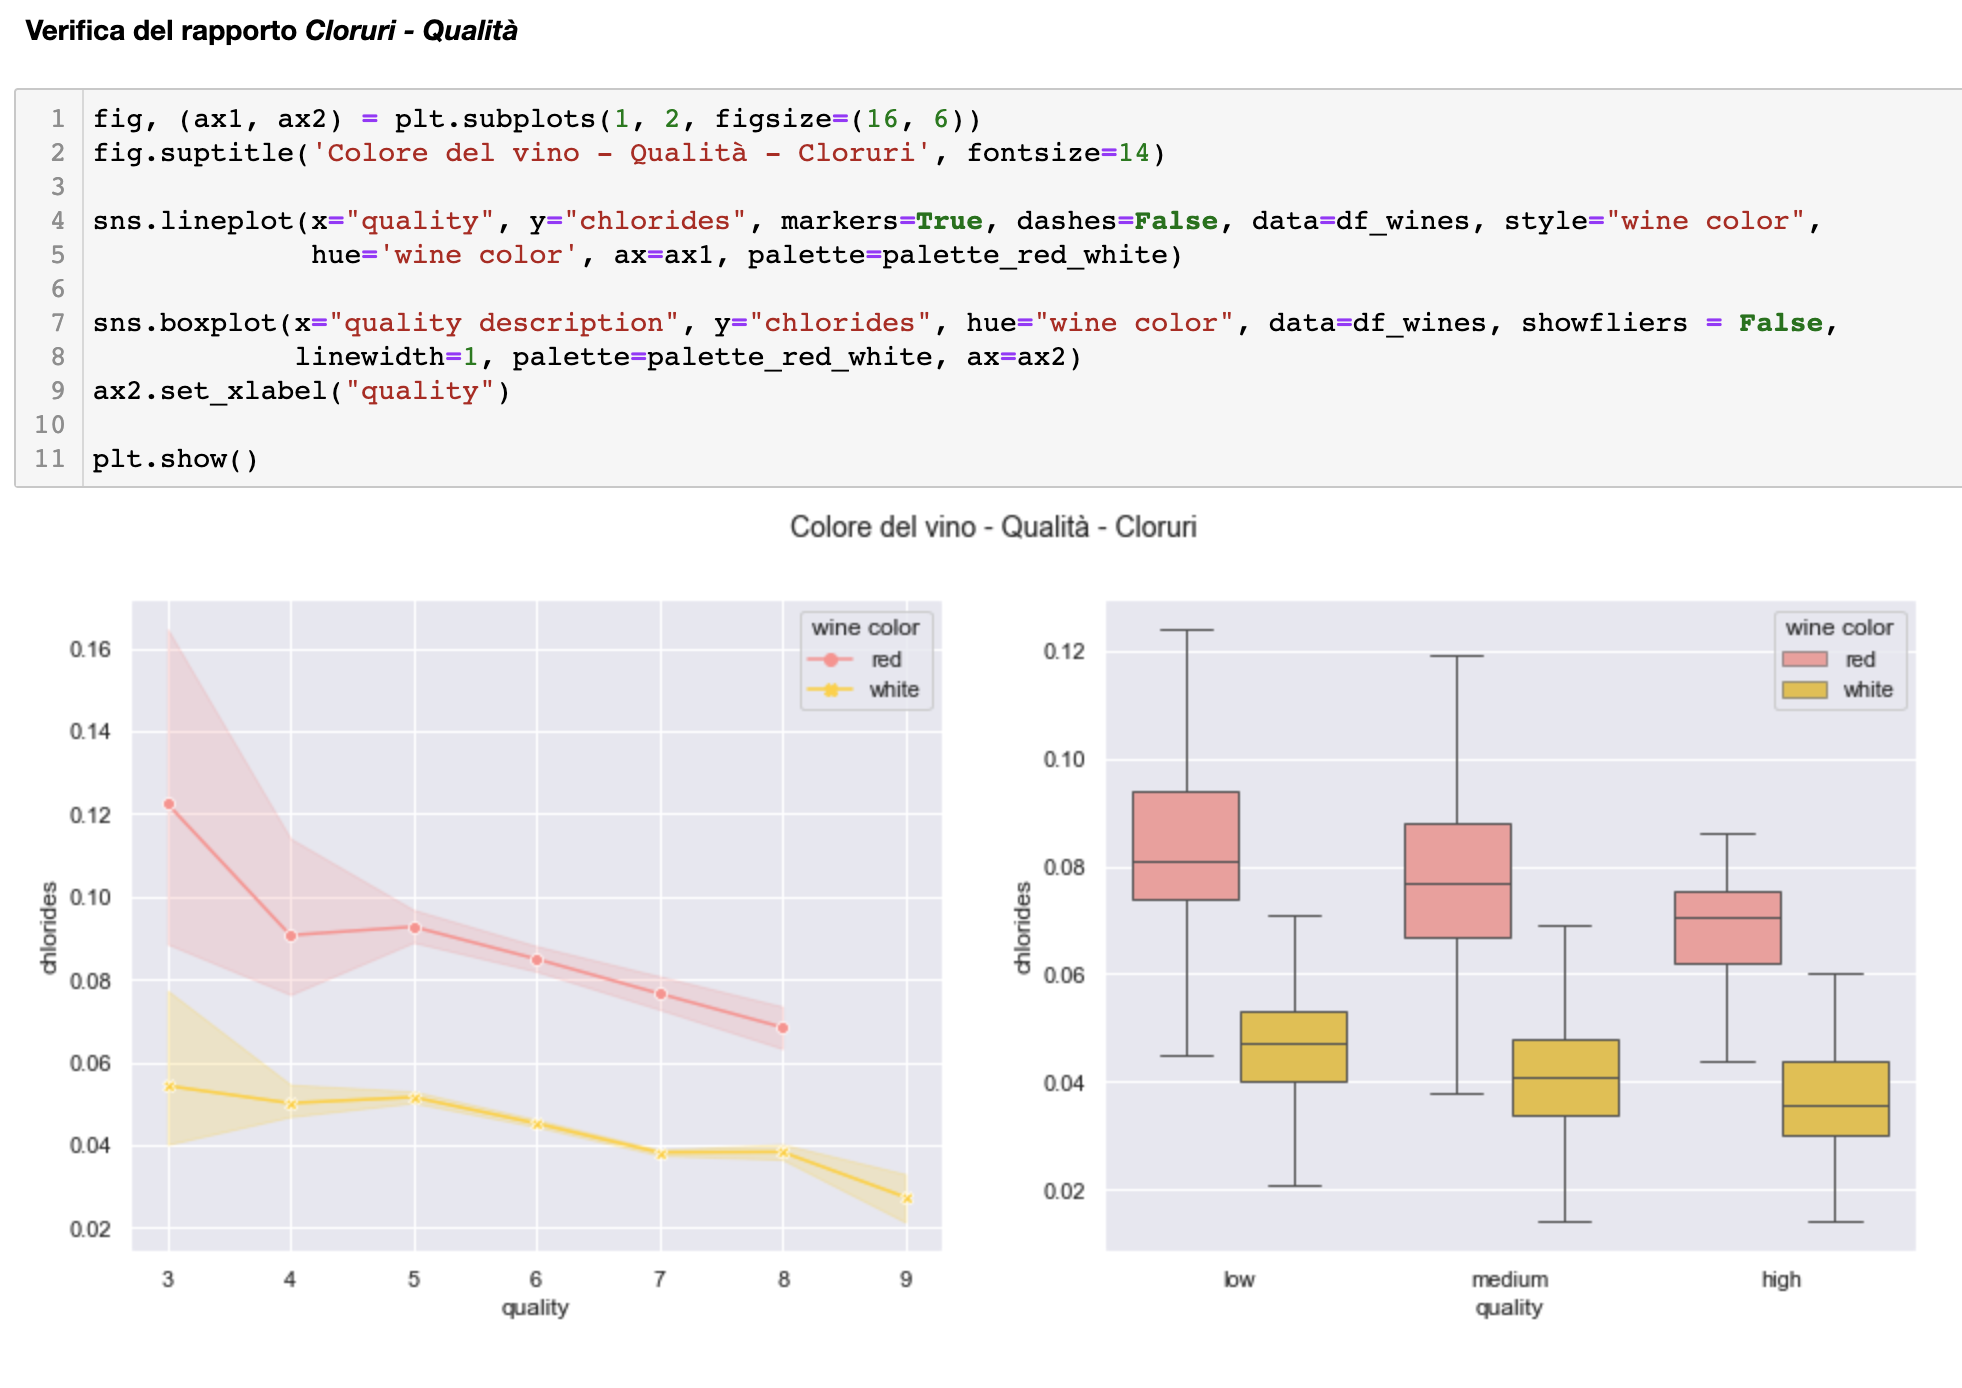 Verifica del rapporto Cloruri - Qualità
1 fig, (ax1, ax2) = plt.subplots(1, 2, figsize=(16, 6))
2 fig.suptitle('Colore del vino - Qualità - Cloruri', fontsize=14)
3
4 sns.lineplot(x="quality", y="chlorides", markers=True, dashes=False, data=df_wines, style="wine color",
5 hue='wine color', ax=ax1, palette=palette_red_white)
6
7 sns.boxplot(x="quality description", y="chlorides", hue="wine color", data=df_wines, showfliers = False,
8 linewidth=1, palette=palette_red_white, ax=ax2)
9 ax2.set_xlabel("quality")
10
11 plt.show()
Colore del vino - Qualità - Cloruri
wine color
red
white
0.16
0.14
0.12
0.10
0.08
0.06
0.04
0.02
chlorides
3 4 5 6 7 8 9
quality
wine color
red
white
0.12
0.10
0.08
0.06
0.04
0.02
chlorides
low medium high
quality